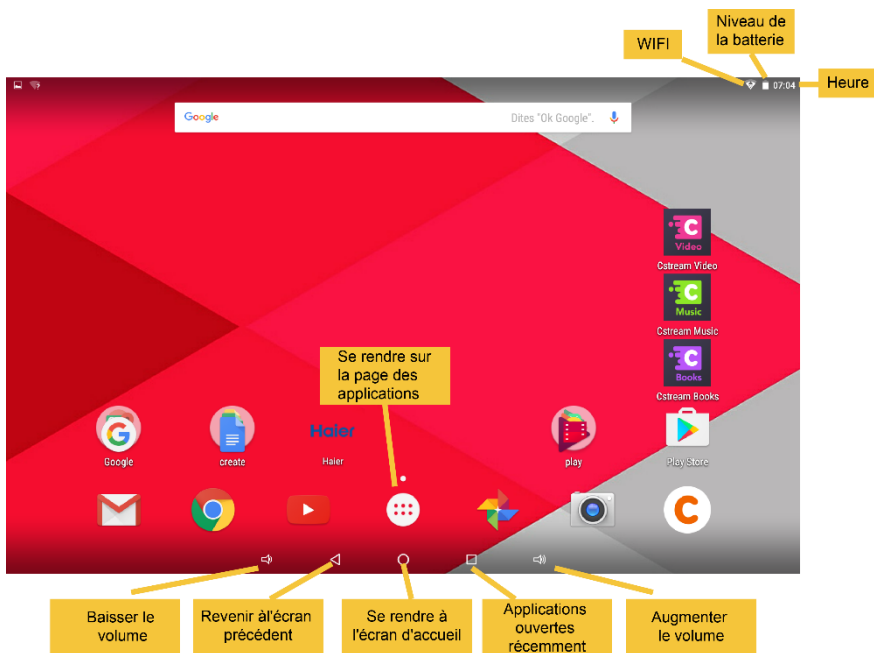 Niveau de
la batterie
WIFI
Heure
07:04
Google
Dites "Ok Google".
C
Video
Cstream Video
C
Music
Cstream Music
C
Books
Cstream Books
Se rendre sur
la page des
applications
G
Google
create
Haier
Haier
play
Play Store
C
Baisser le
volume
Revenir àl'écran
précédent
Se rendre à
l'écran d'accueil
Applications
ouvertes
récemment
Augmenter
le volume